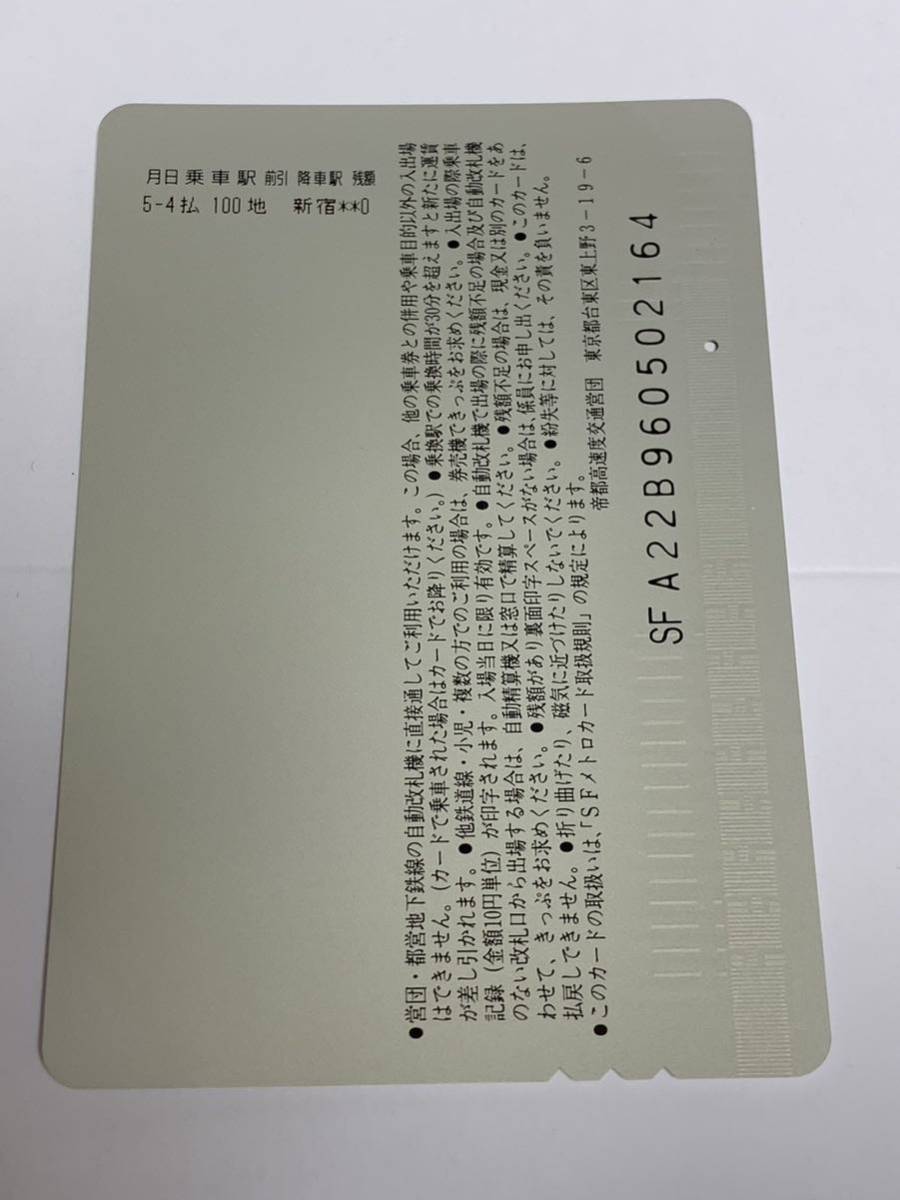 月日 乗車駅 前引 降車駅 残額
5-4払 100地 新宿**0
●営団・都営地下鉄線の自動改札機に直接通してご利用いただけます。この場合、他の乗車券との併用や乗車目的以外の入出場
はできません。(カードで乗車された場合はカードでお降りください。) ●乗換駅での乗換時間が30分を超えますと新たに運賃
が差し引かれます。●他鉄道線・小児・複数の方でのご利用の場合は、券売機できっぷをお求めください。●入出場の際乗車
記録(金額10円単位)が印字されます。入場当日に限り有効です。●自動改札機で出場の際に残額不足の場合及び自動改札機
のない改札口から出場する場合は、自動精算機又は窓口で精算してください。●残額不足の場合は、現金又は別のカードをあ
わせて、きっぷをお求めください。●残額があり裏面印字スペースがない場合は、係員にお申し出ください。●このカードは、
払戻しできません。●折り曲げたり、磁気に近づけたりしないでください。●紛失等に対しては、その責を負いません。
●このカードの取扱いは、「SFメトロカード取扱規則」の規定によります。
帝都高速度交通営団 東京都台東区東上野3-19-6
SF A22B960502164